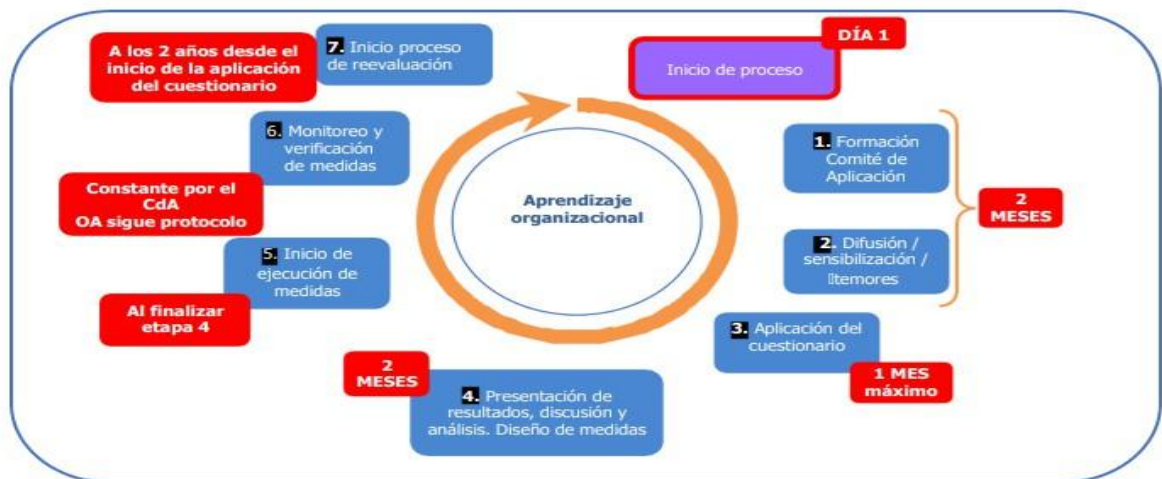 DÍA 1
Inicio de proceso
1. Formación
Comité de
Aplicación
2. Difusión /
sensibilización /
▯temores
2
MESES
3. Aplicación del
cuestionario
1 MES
máximo
4. Presentación de
resultados, discusión y
análisis. Diseño de medidas
2
MESES
5. Inicio de
ejecución de
medidas
Al finalizar
etapa 4
6. Monitoreo y
verificación
de medidas
Constante por el
CdA
OA sigue protocolo
7. Inicio proceso
de reevaluación
A los 2 años desde el
inicio de la aplicación
del cuestionario
Aprendizaje
organizacional